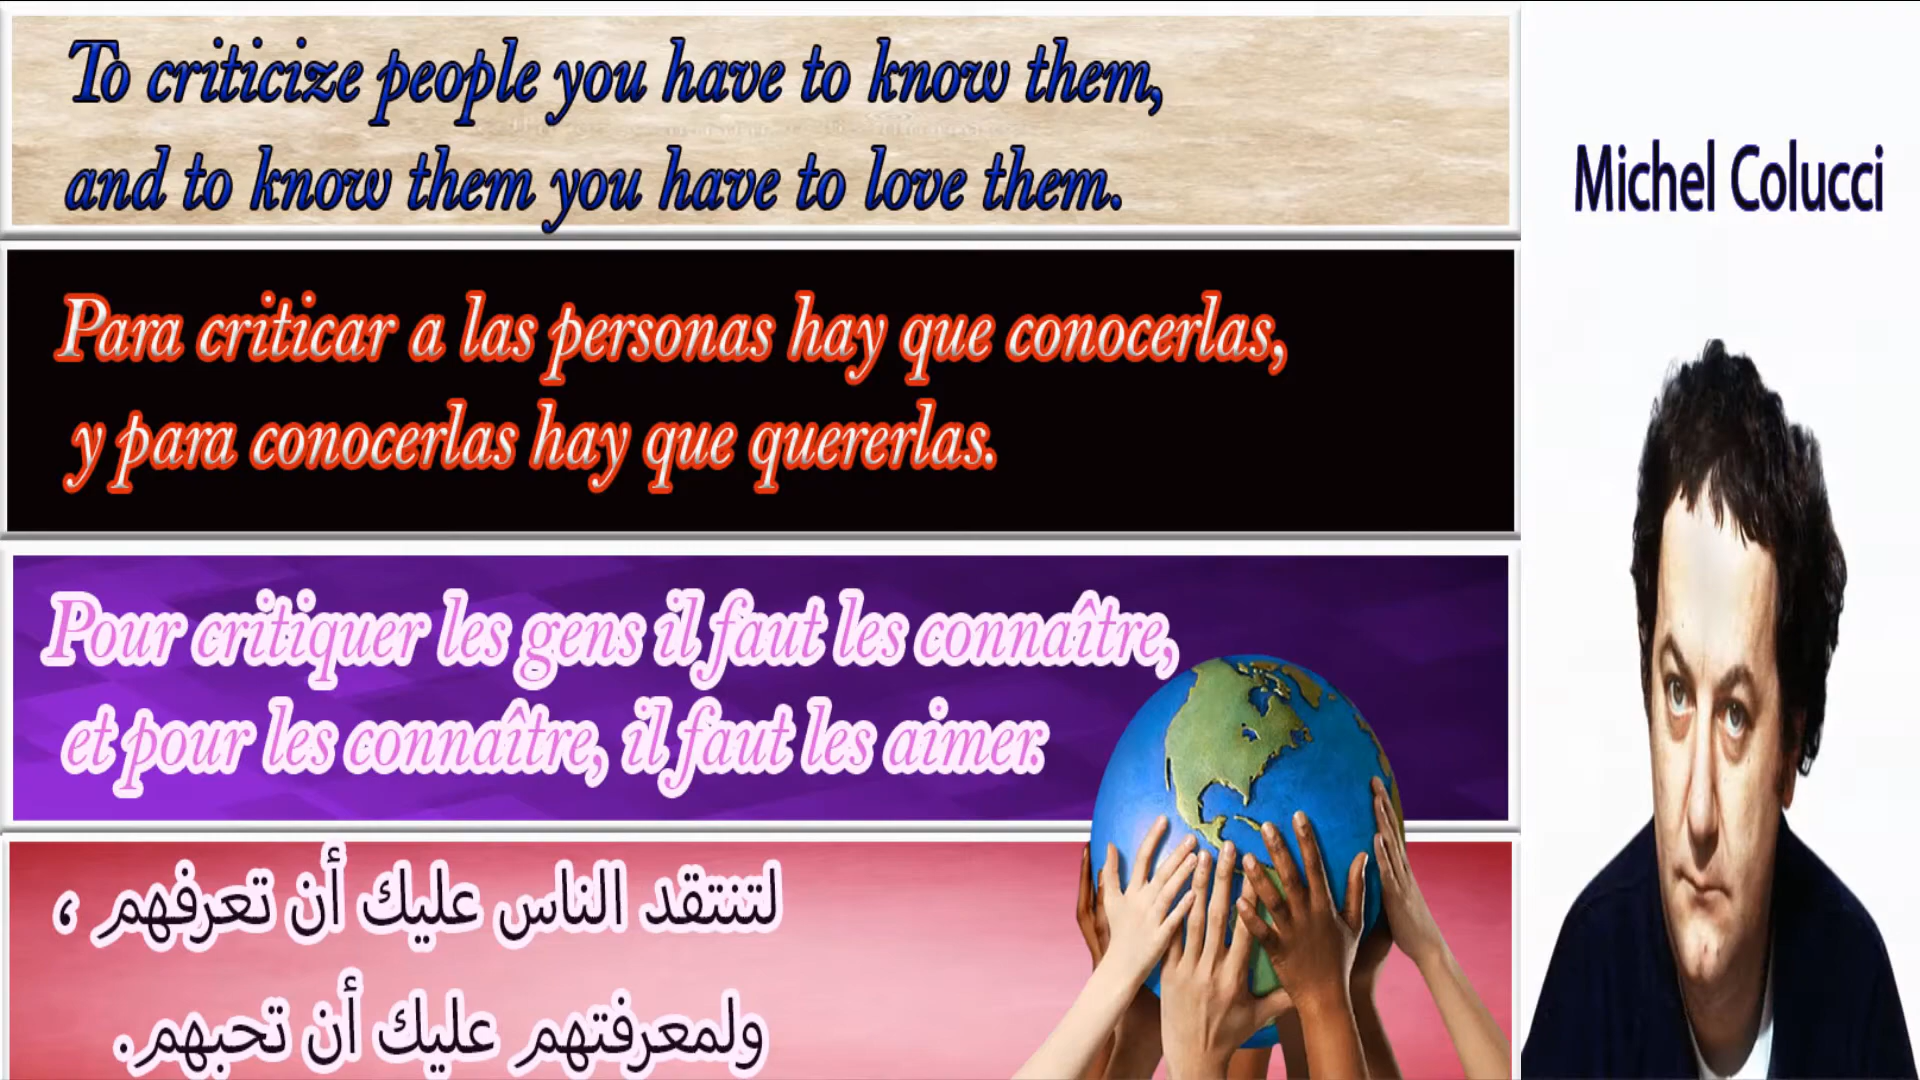 To criticize people you have to know them,
and to know them you have to love them.
Michel Colucci
Para criticar a las personas hay que conocerlas,
y para conocerlas hay que quererlas.
Pour critiquer les gens il faut les connaître,
et pour les connaître, il faut les aimer.
لتنتقد الناس عليك أن تعرفهم ،
ولمعرفتهم عليك أن تحبهم.